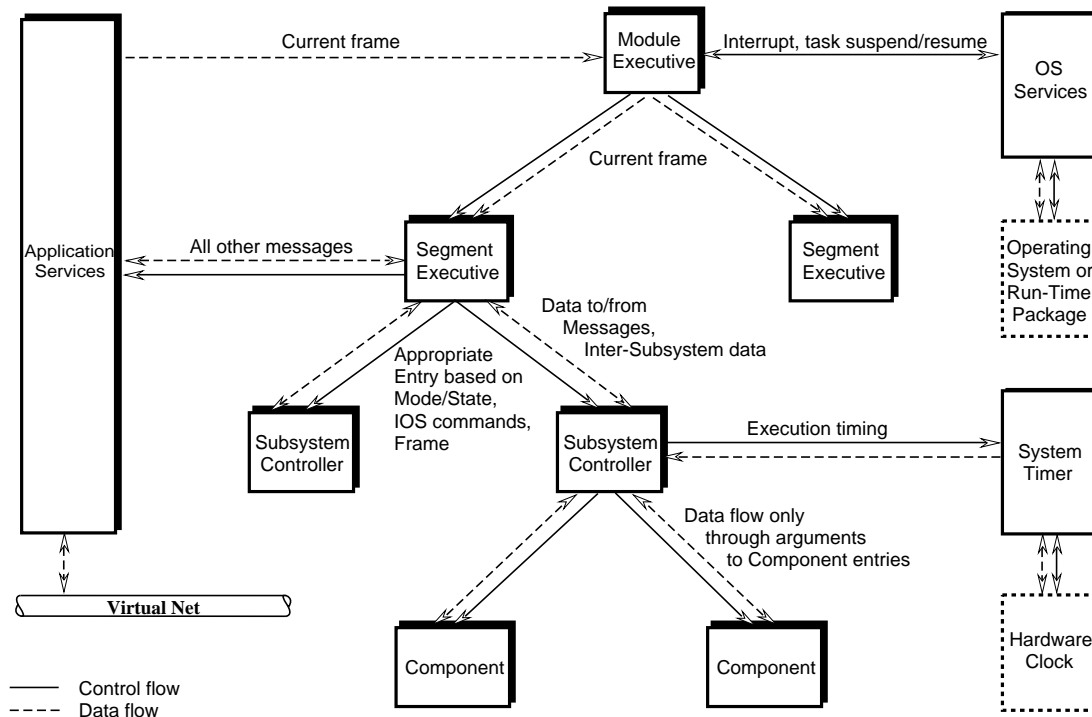 Current frame
Module
Executive
Interrupt, task suspend/resume
OS
Services
Current frame
Application
Services
All other messages
Segment
Executive
Segment
Executive
Operating
System or
Run-Time
Package
Data to/from
Messages,
Inter-Subsystem data
Appropriate
Entry based on
Mode/State,
IOS commands,
Frame
Subsystem
Controller
Subsystem
Controller
Execution timing
System
Timer
Data flow only
through arguments
to Component entries
Virtual Net
Component
Component
Hardware
Clock
Control flow
Data flow